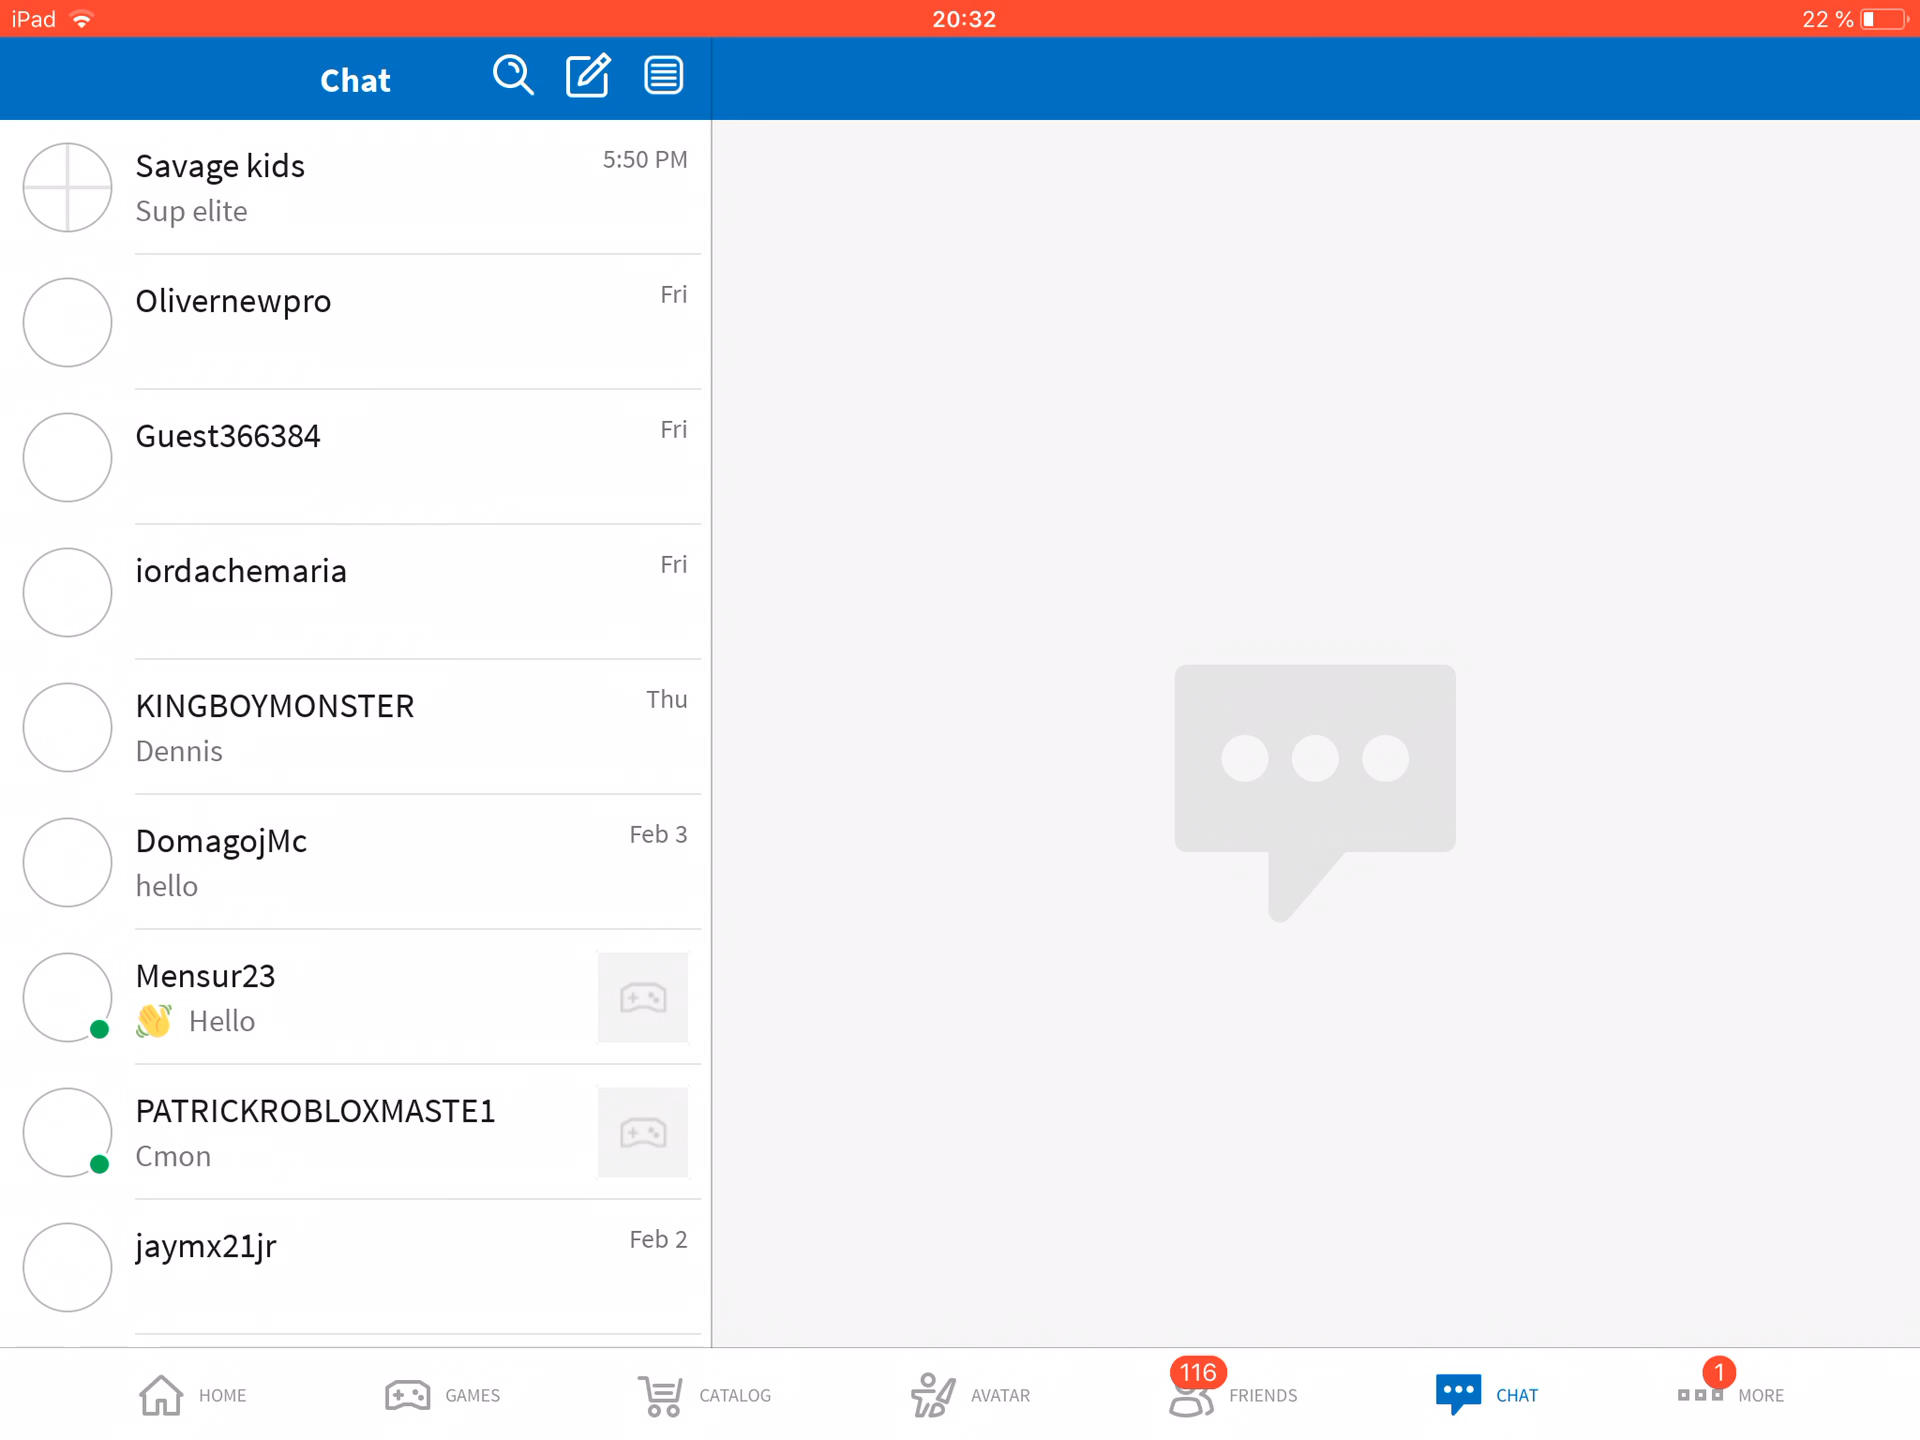 iPad 20:32 22 %
Chat
Savage kids 5:50 PM
Sup elite
Olivernewpro Fri
Guest366384 Fri
iordachemaria Fri
KINGBOYMONSTER Thu
Dennis
DomagojMc Feb 3
hello
Mensur23
👋 Hello
PATRICKROBLOXMASTE1
Cmon
jaymx21jr Feb 2
116 1
HOME GAMES CATALOG AVATAR FRIENDS CHAT MORE